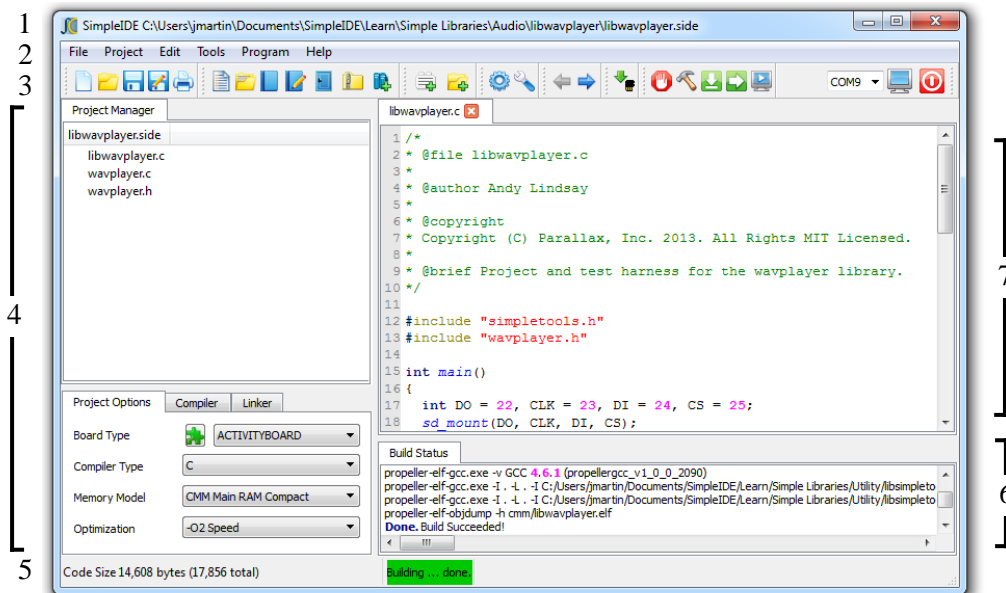 1
SimpleIDE C:\Users\jmartin\Documents\SimpleIDE\Learn\Simple Libraries\Audio\libwavplayer\libwavplayer.side
2
File Project Edit Tools Program Help
3
COM9
Project Manager
libwavplayer.side
libwavplayer.c
wavplayer.c
wavplayer.h
4
Project Options Compiler Linker
Board Type ACTIVITYBOARD
Compiler Type C
Memory Model CMM Main RAM Compact
Optimization -O2 Speed
libwavplayer.c
1 /*
2 * @file libwavplayer.c
3 *
4 * @author Andy Lindsay
5 *
6 * @copyright
7 * Copyright (C) Parallax, Inc. 2013. All Rights MIT Licensed.
8 *
9 * @brief Project and test harness for the wavplayer library.
10 */
11
12 #include "simpletools.h"
13 #include "wavplayer.h"
14
15 int main()
16 {
17 int DO = 22, CLK = 23, DI = 24, CS = 25;
18 sd_mount(DO, CLK, DI, CS);
7
Build Status
propeller-elf-gcc.exe -v GCC 4.6.1 (propellergcc_v1_0_0_2090)
propeller-elf-gcc.exe -I . -L . -I C:/Users/jmartin/Documents/SimpleIDE/Learn/Simple Libraries/Utility/libsimpleto
propeller-elf-gcc.exe -I . -L . -I C:/Users/jmartin/Documents/SimpleIDE/Learn/Simple Libraries/Utility/libsimpleto
propeller-elf-objdump -h cmm/libwavplayer.elf
Done. Build Succeeded!
6
5
Code Size 14,608 bytes (17,856 total)
Building ... done.